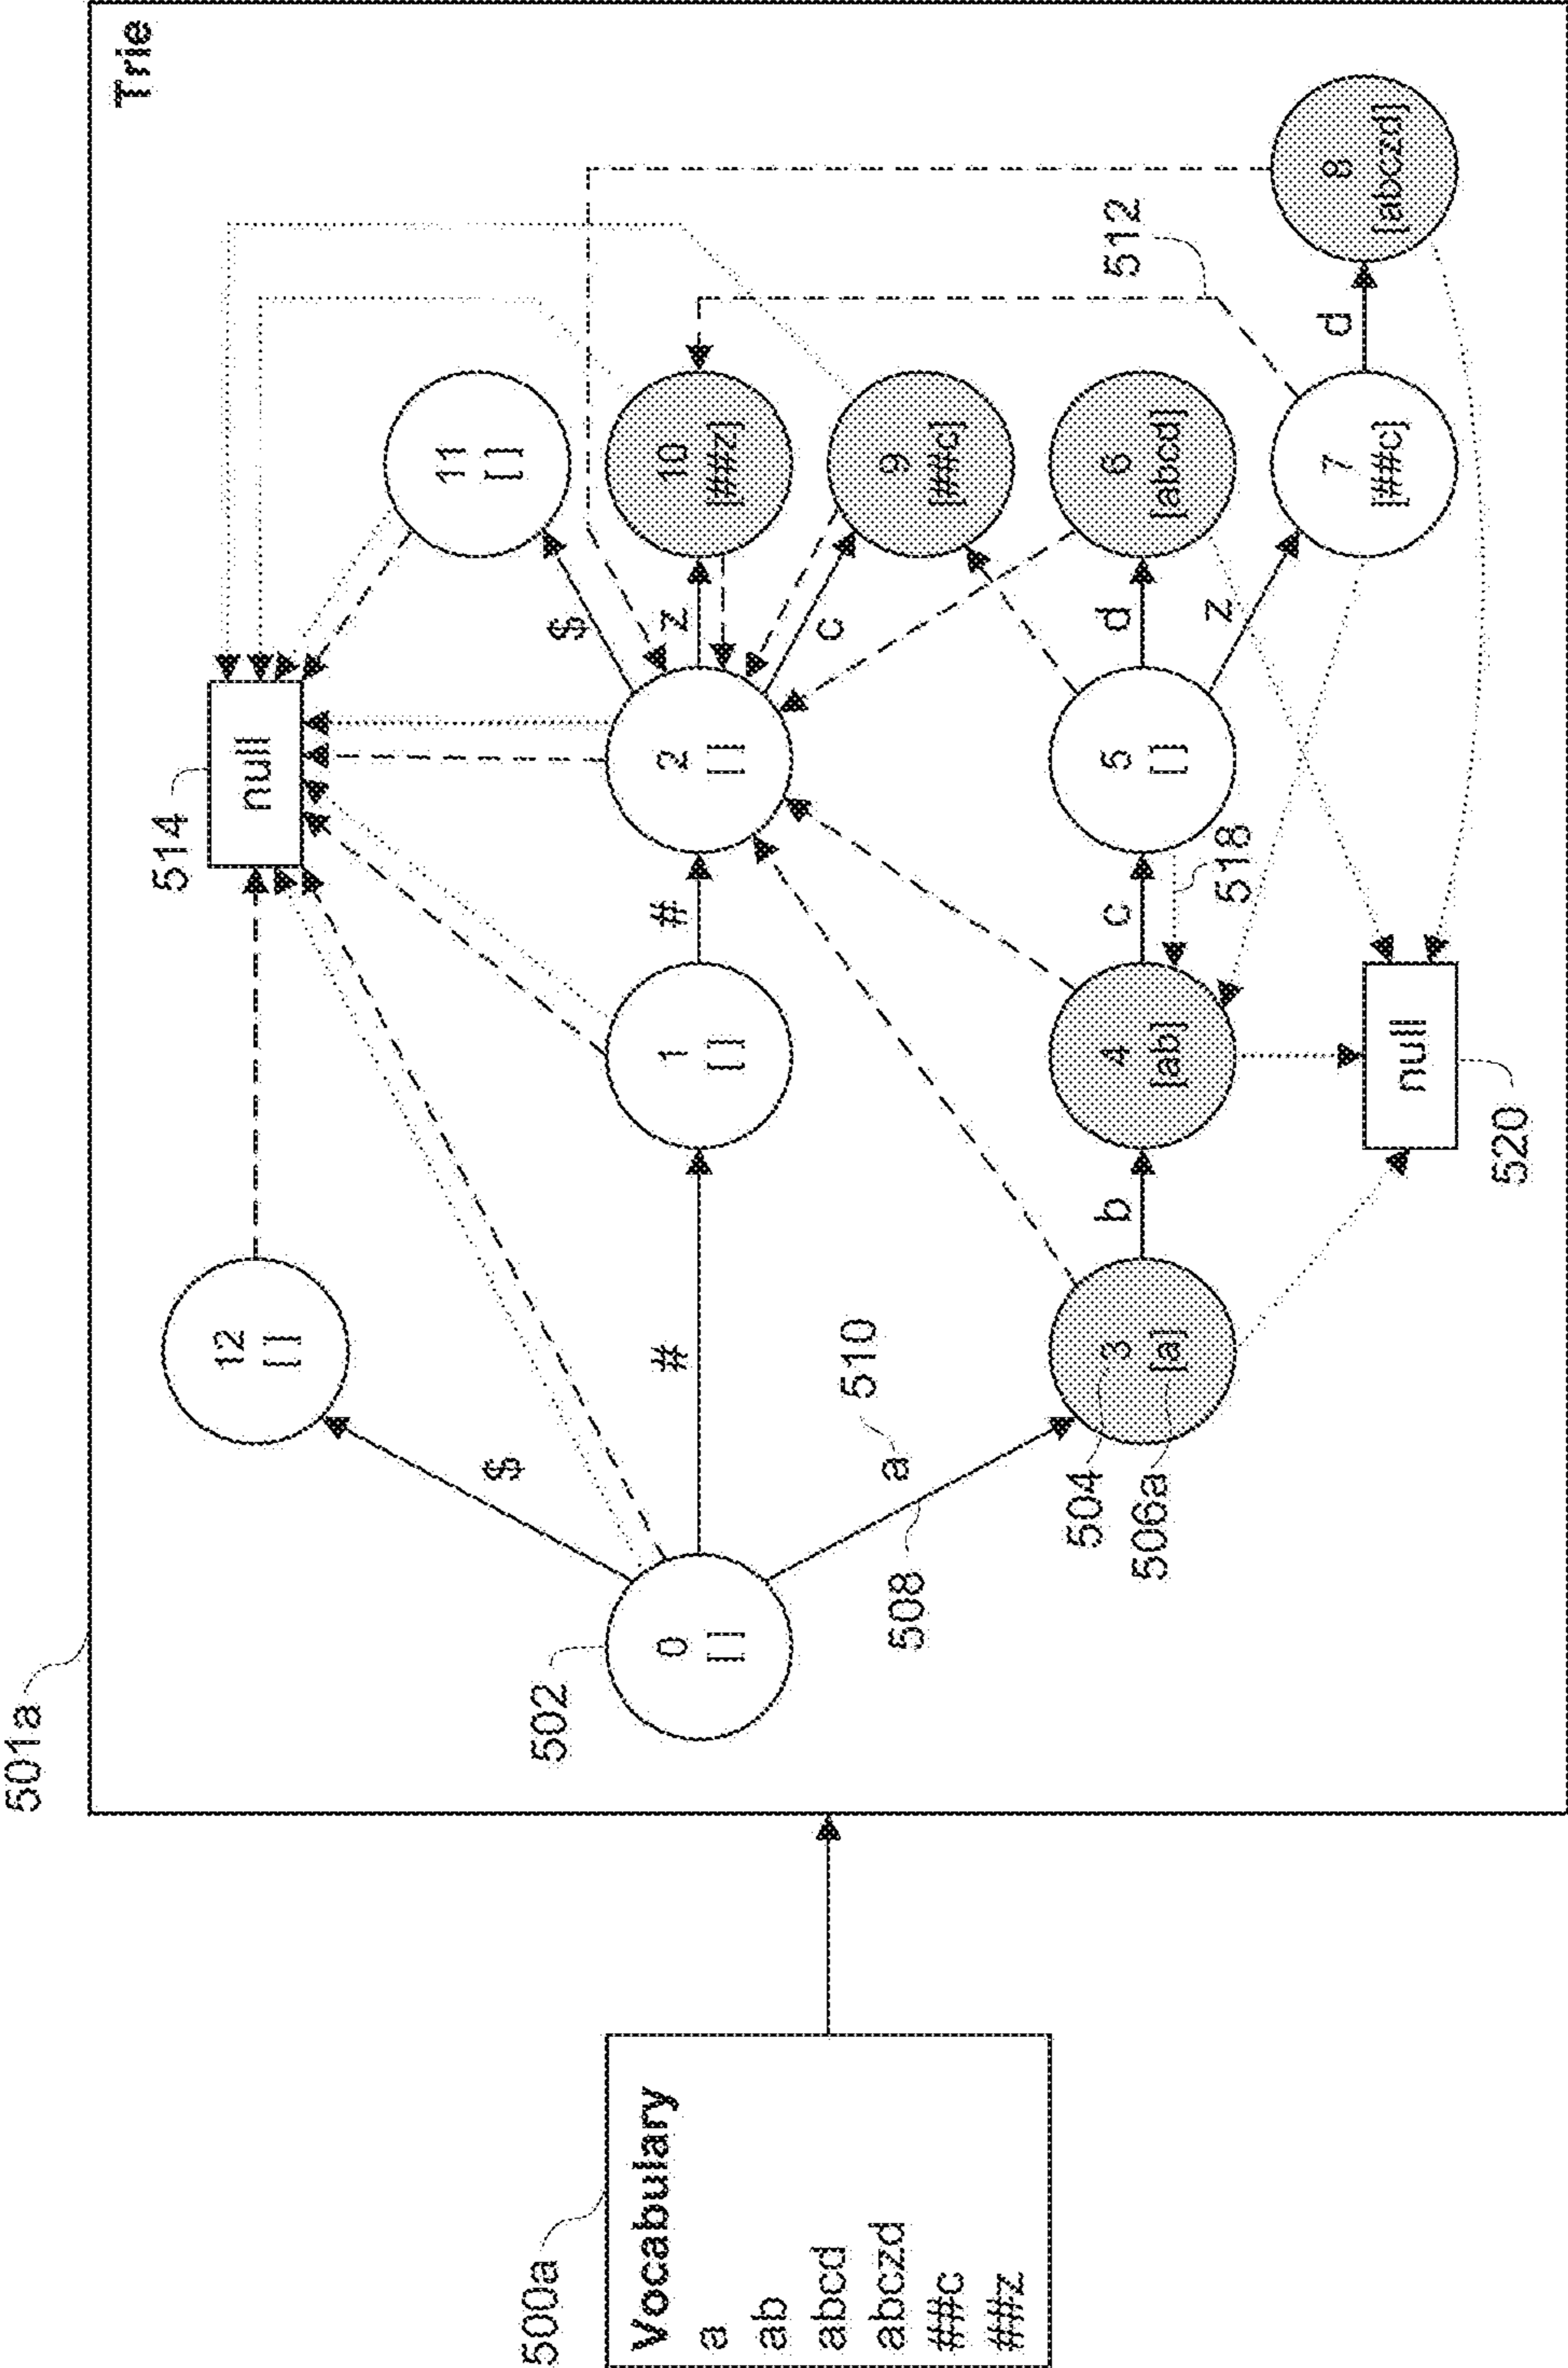 501a
Trie
500a
Vocabulary
a
ab
abcd
abczd
##c
##z
514
null
12
[ ]
11
[ ]
$
$
502
0
[ ]
#
1
[ ]
#
2
[ ]
z
10
[##z]
c
9
[##c]
512
508
a
510
504
3
506a
[a]
b
4
[ab]
c
518
5
[ ]
d
6
[abcd]
z
7
[##c]
d
8
[abczd]
null
520